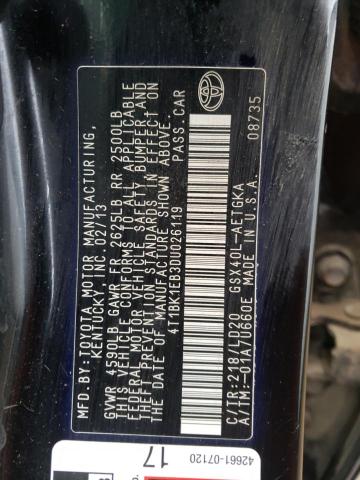 MFD. BY:TOYOTA MOTOR MANUFACTURING,
KENTUCKY, INC. 02/13
GVWR 4590LB GAWR FR 2625LB RR 2500LB
THIS VEHICLE CONFORMS TO ALL APPLICABLE
FEDERAL MOTOR VEHICLE SAFETY, BUMPER, AND
THEFT PREVENTION STANDARDS IN EFFECT ON
THE DATE OF MANUFACTURE SHOWN ABOVE.
4T1BK1EB3DU026119 PASS. CAR
C/TR:218/LD20 GSX40L-AETGKA
A/TM:-01A/U660E MADE IN U.S.A. 08735
42661-07120
17